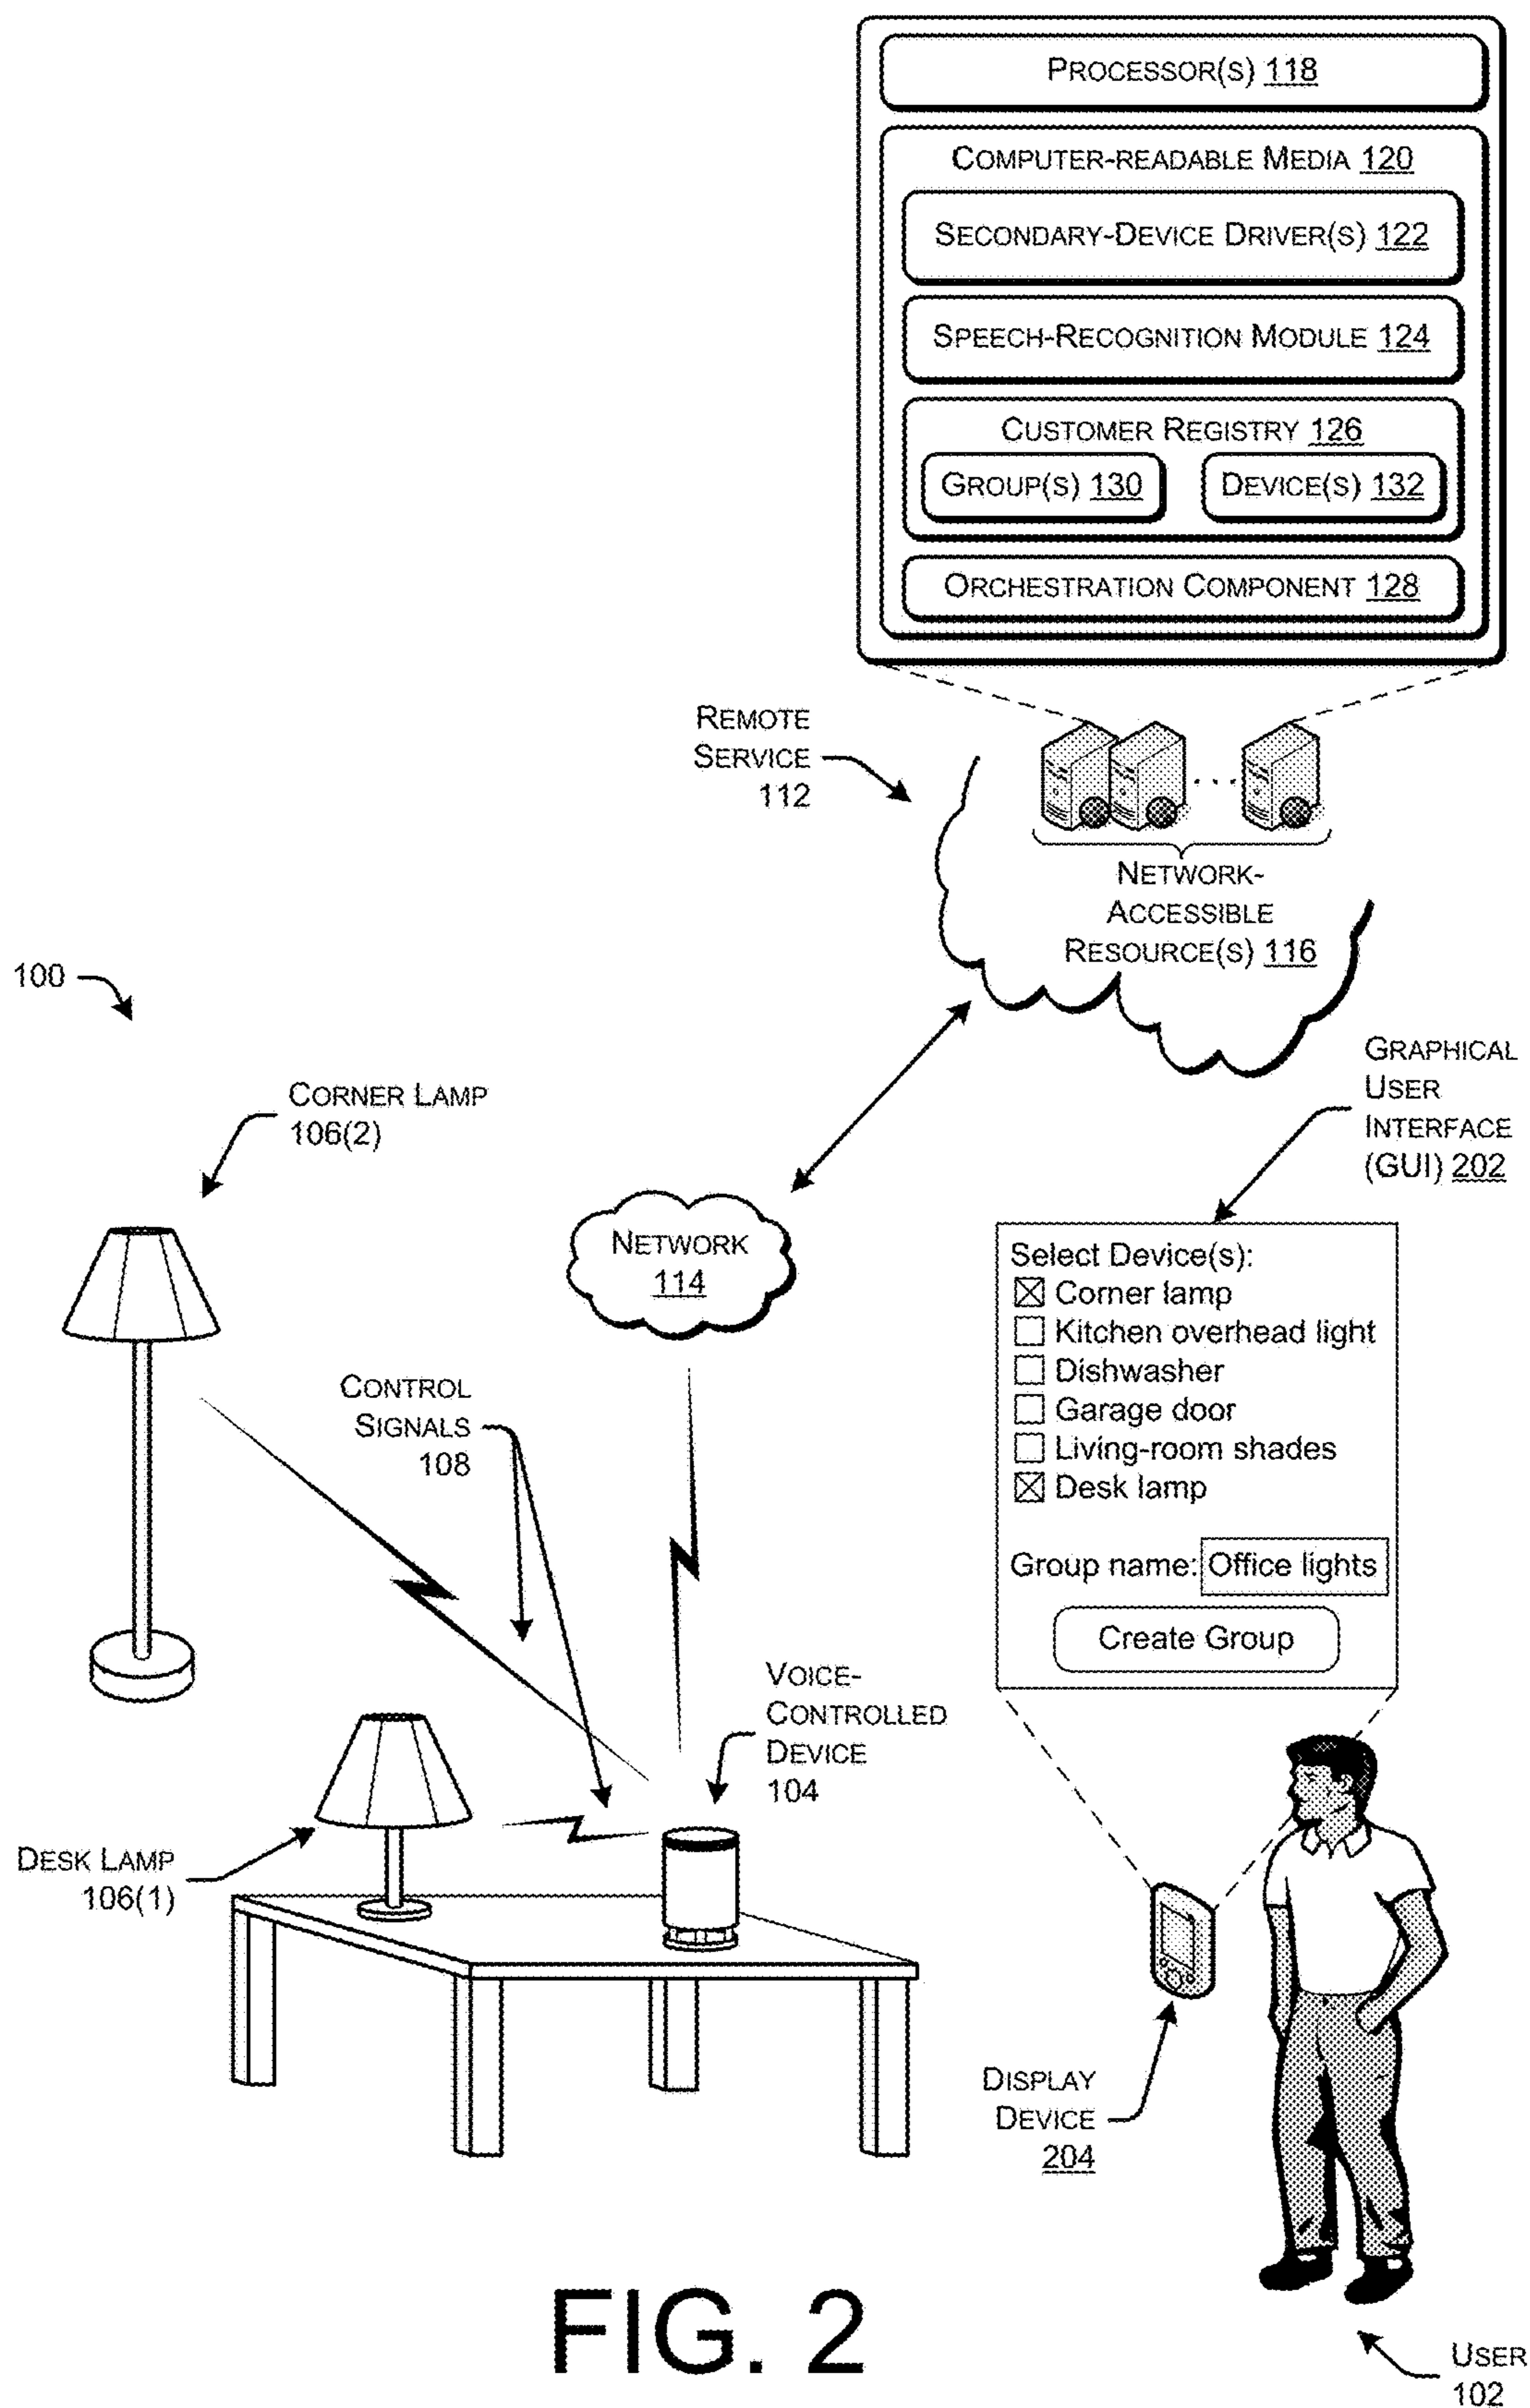 PROCESSOR(S) 118
COMPUTER-READABLE MEDIA 120
SECONDARY-DEVICE DRIVER(S) 122
SPEECH-RECOGNITION MODULE 124
CUSTOMER REGISTRY 126
GROUP(S) 130
DEVICE(S) 132
ORCHESTRATION COMPONENT 128
REMOTE
SERVICE
112
NETWORK-
ACCESSIBLE
RESOURCE(S) 116
100
CORNER LAMP
106(2)
NETWORK
114
GRAPHICAL
USER
INTERFACE
(GUI) 202
Select Device(s):
Corner lamp
Kitchen overhead light
Dishwasher
Garage door
Living-room shades
Desk lamp
Group name: Office lights
Create Group
CONTROL
SIGNALS
108
VOICE-
CONTROLLED
DEVICE
104
DESK LAMP
106(1)
DISPLAY
DEVICE
204
USER
102
FIG. 2